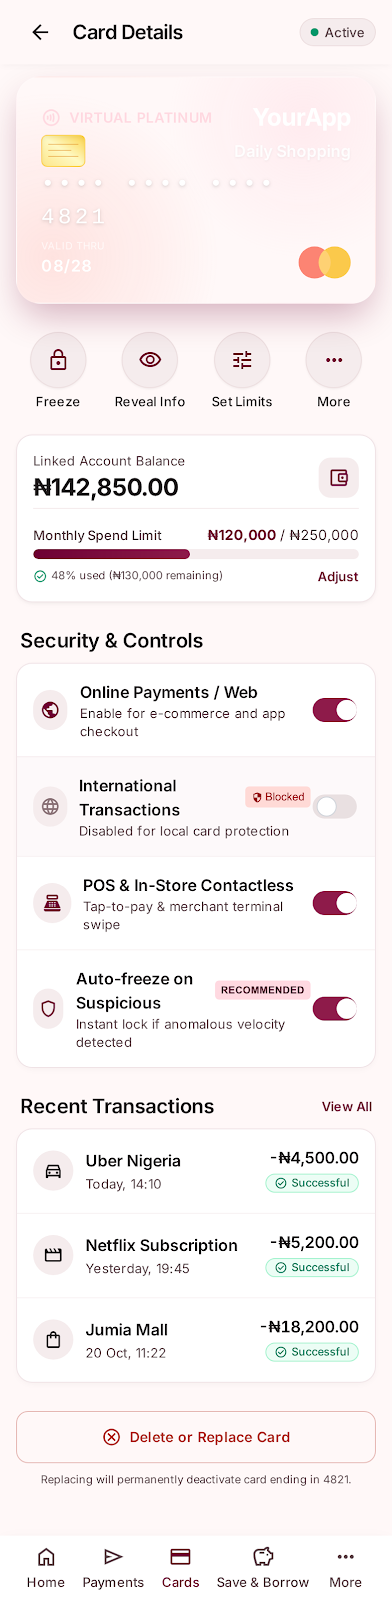 Card Details
Active
VIRTUAL PLATINUM
YourApp
Daily Shopping
4821
VALID THRU
08/28
Freeze
Reveal Info
Set Limits
More
Linked Account Balance
₦142,850.00
Monthly Spend Limit
₦120,000 / ₦250,000
48% used (₦130,000 remaining)
Adjust
Security & Controls
Online Payments / Web
Enable for e-commerce and app
checkout
International
Transactions
Blocked
Disabled for local card protection
POS & In-Store Contactless
Tap-to-pay & merchant terminal
swipe
Auto-freeze on
Suspicious
RECOMMENDED
Instant lock if anomalous velocity
detected
Recent Transactions
View All
Uber Nigeria
-₦4,500.00
Today, 14:10
Successful
Netflix Subscription
-₦5,200.00
Yesterday, 19:45
Successful
Jumia Mall
-₦18,200.00
20 Oct, 11:22
Successful
Delete or Replace Card
Replacing will permanently deactivate card ending in 4821.
Home
Payments
Cards
Save & Borrow
More